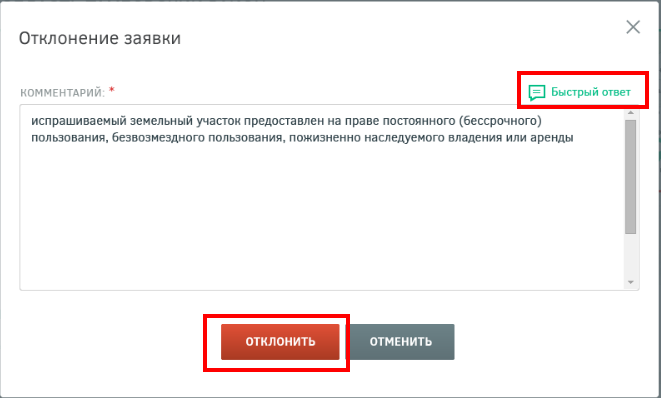 Отклонение заявки
КОММЕНТАРИЙ: *
Быстрый ответ
испрашиваемый земельный участок предоставлен на праве постоянного (бессрочного)
пользования, безвозмездного пользования, пожизненно наследуемого владения или аренды
ОТКЛОНИТЬ
ОТМЕНИТЬ